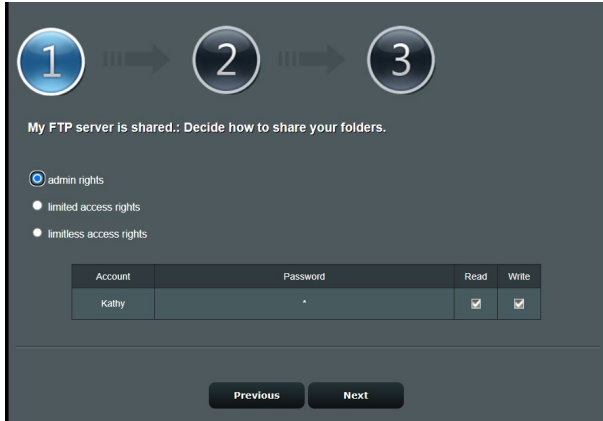 1 2 3
My FTP server is shared.: Decide how to share your folders.
admin rights
limited access rights
limitless access rights
Account Password Read Write
Kathy *
Previous Next